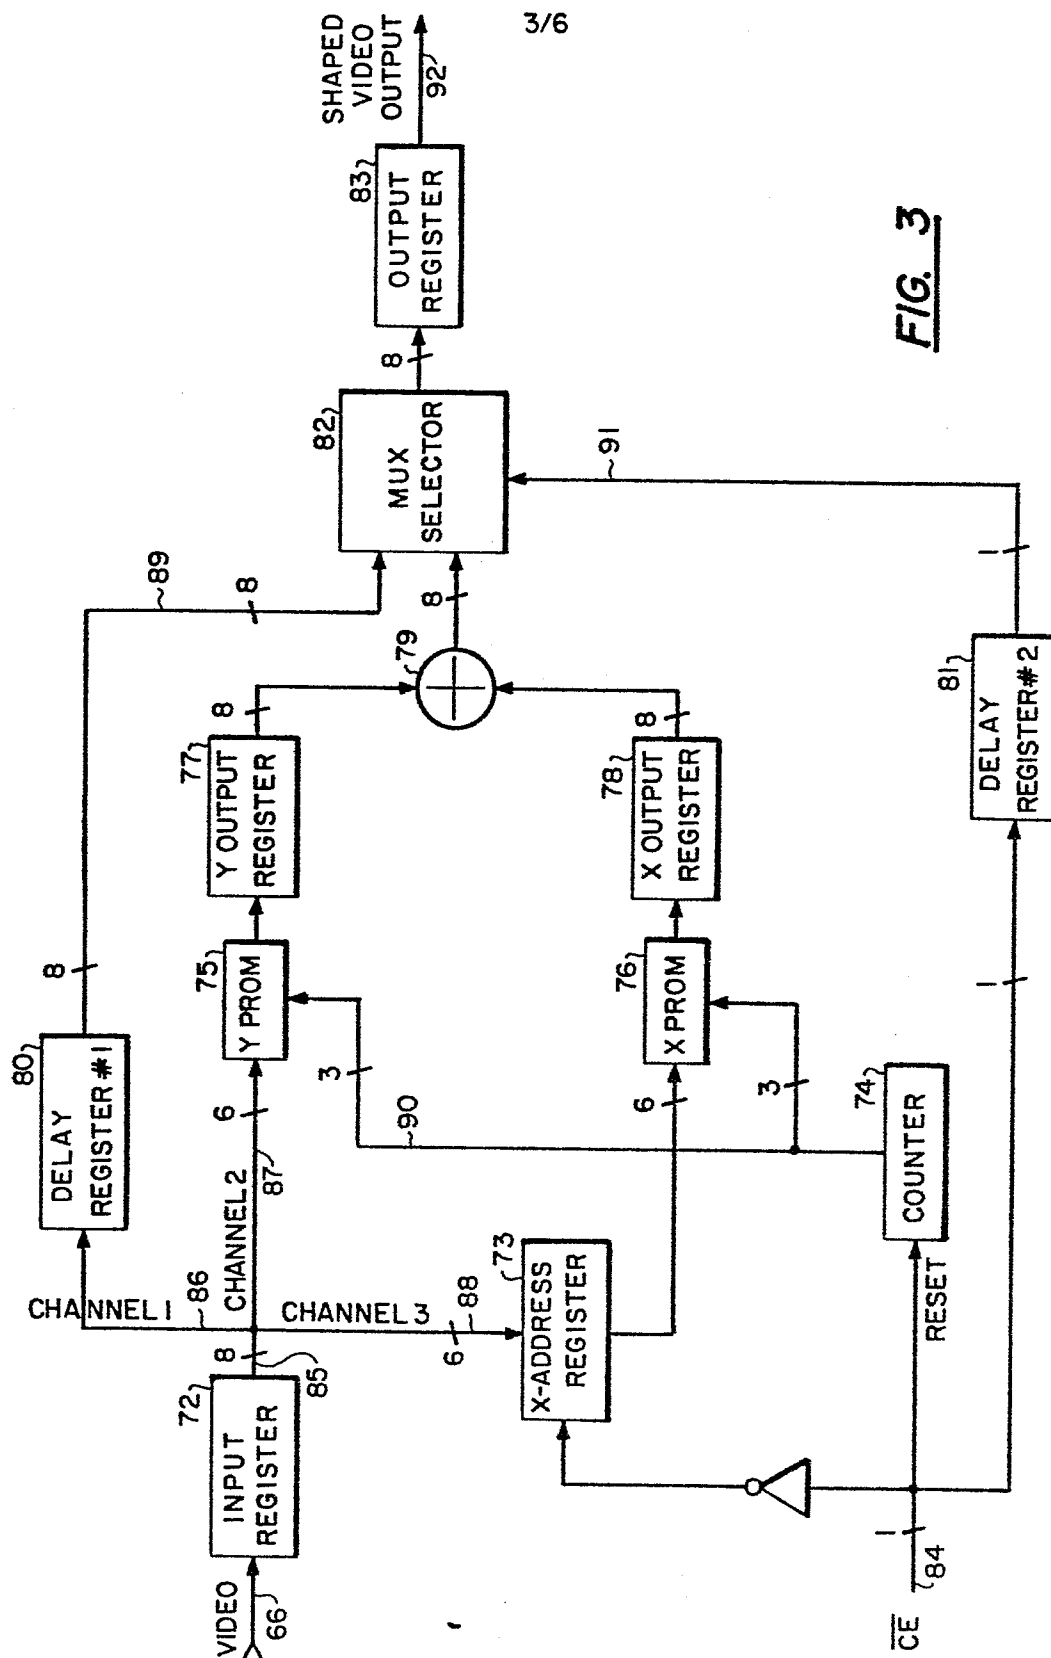 3/6
SHAPED
VIDEO
OUTPUT
92
83
OUTPUT
REGISTER
8
82
MUX
SELECTOR
91
89
8
8
79
8
77
Y OUTPUT
REGISTER
8
78
X OUTPUT
REGISTER
1
81
DELAY
REGISTER #2
8
80
DELAY
REGISTER #1
75
Y PROM
76
X PROM
3
6
90
6
3
1
74
COUNTER
RESET
CHANNEL 1
86
CHANNEL 2
87
CHANNEL 3
88
6
73
X-ADDRESS
REGISTER
8
85
72
INPUT
REGISTER
VIDEO
66
1
84
CE
FIG. 3